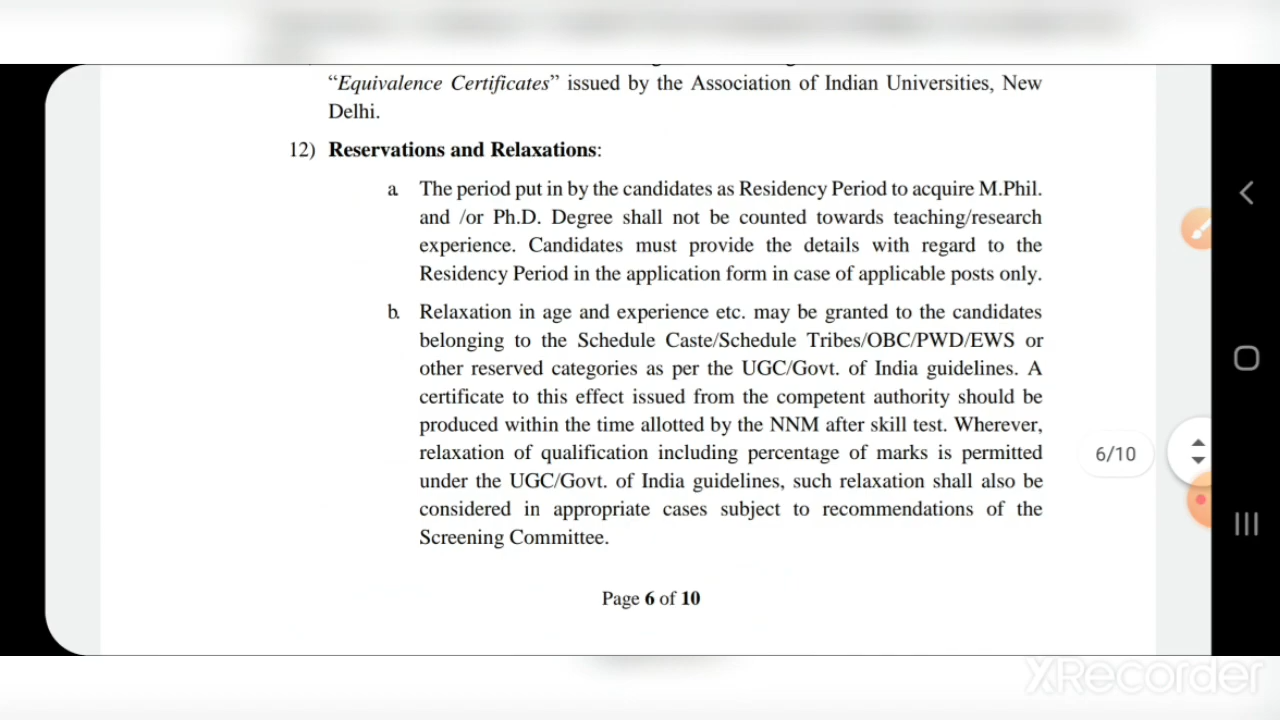 “Equivalence Certificates” issued by the Association of Indian Universities, New
Delhi.
12) Reservations and Relaxations:
a. The period put in by the candidates as Residency Period to acquire M.Phil.
and /or Ph.D. Degree shall not be counted towards teaching/research
experience. Candidates must provide the details with regard to the
Residency Period in the application form in case of applicable posts only.
b. Relaxation in age and experience etc. may be granted to the candidates
belonging to the Schedule Caste/Schedule Tribes/OBC/PWD/EWS or
other reserved categories as per the UGC/Govt. of India guidelines. A
certificate to this effect issued from the competent authority should be
produced within the time allotted by the NNM after skill test. Wherever,
relaxation of qualification including percentage of marks is permitted
under the UGC/Govt. of India guidelines, such relaxation shall also be
considered in appropriate cases subject to recommendations of the
Screening Committee.
6/10
Page 6 of 10
XRecorder